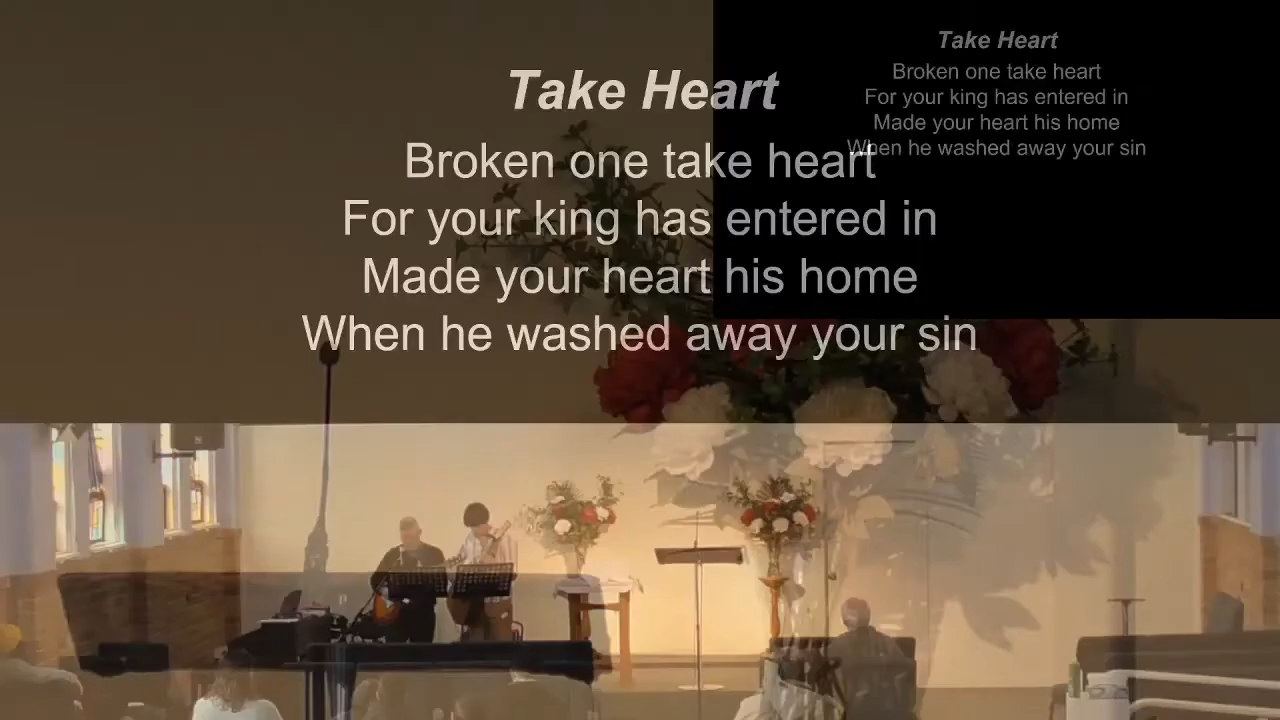 Take Heart
Broken one take heart
For your king has entered in
Made your heart his home
When he washed away your sin
Take Heart
Broken one take heart
For your king has entered in
Made your heart his home
When he washed away your sin